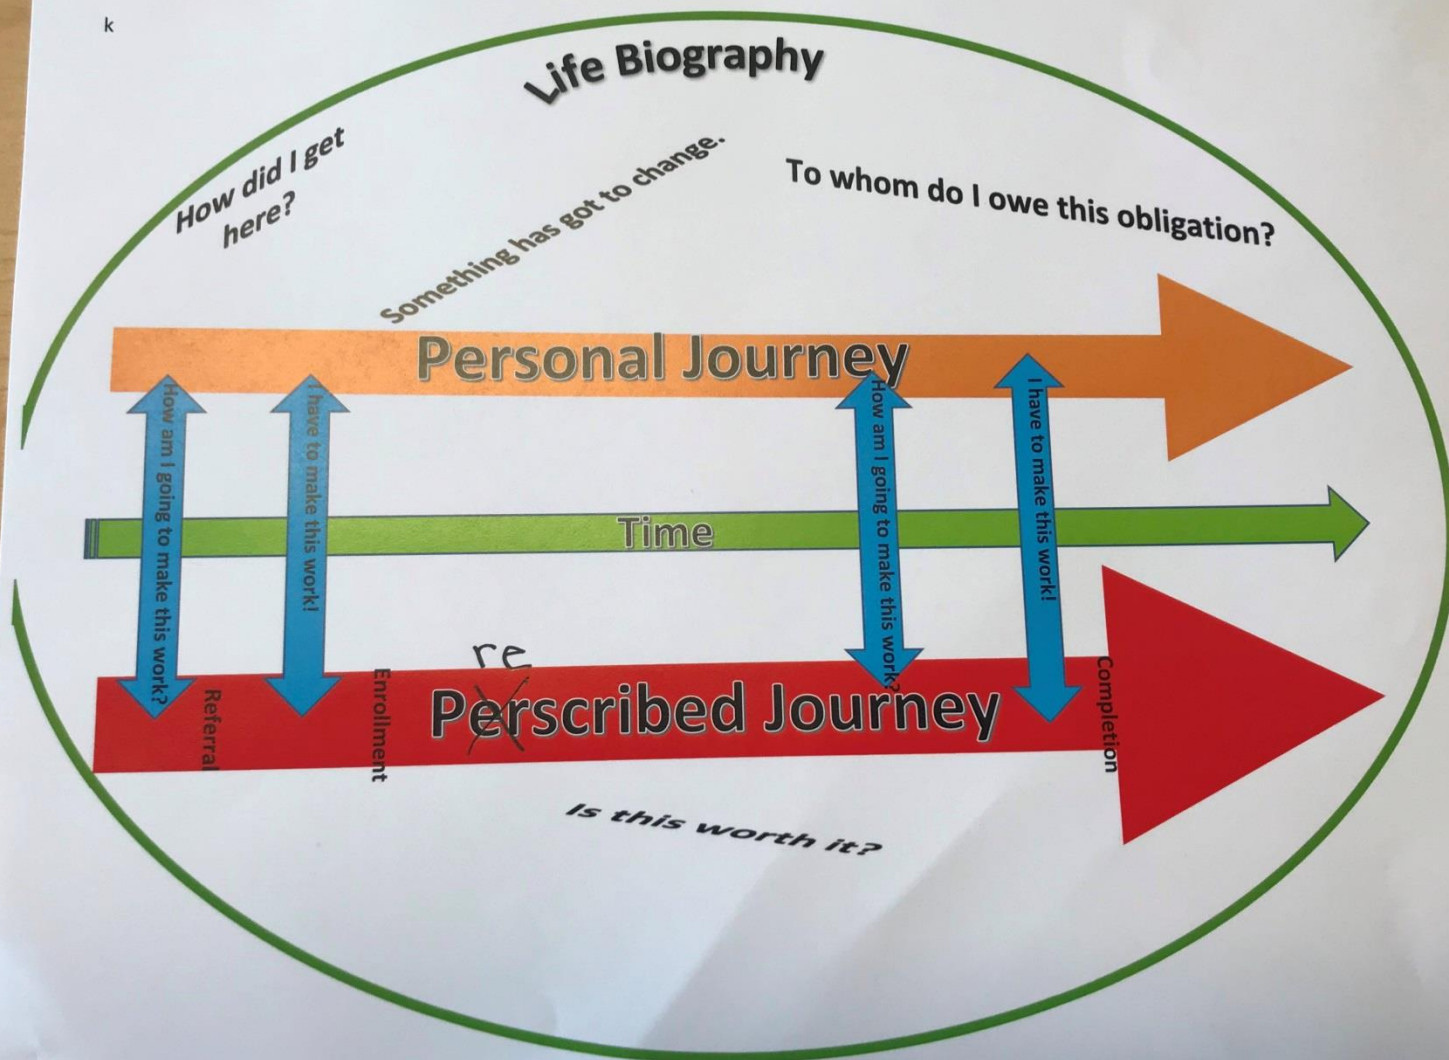 k
Life Biography
How did I get
here?
Something has got to change.
To whom do I owe this obligation?
Personal Journey
How am I going to make this work?
I have to make this work!
How am I going to make this work?
I have to make this work!
Time
re
Referral
Enrollment
Perscribed Journey
Completion
Is this worth it?